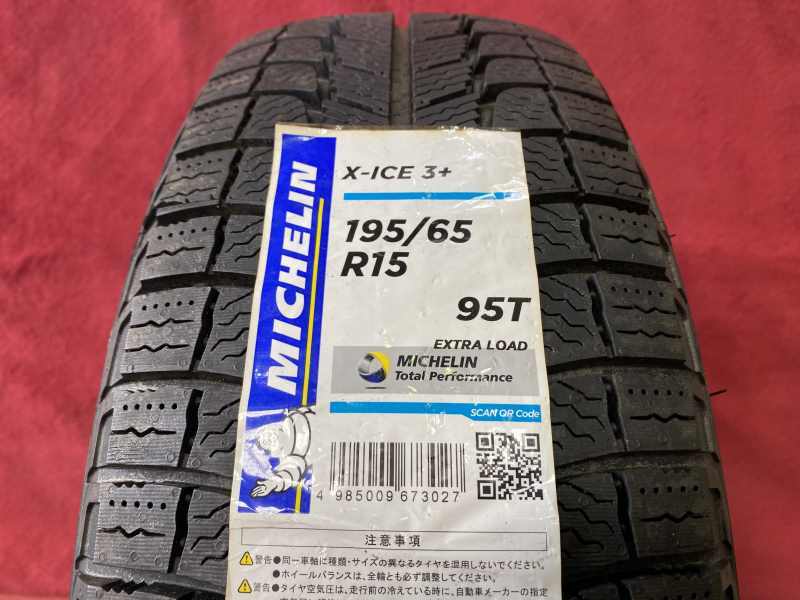 MICHELIN
X-ICE 3+
195/65
R15
95T
EXTRA LOAD
MICHELIN
Total Performance
SCAN QR Code
4 985009 673027
注意事項
警告●同一車軸に種類・サイズの異なるタイヤを混用しないでください。
●ホイールバランスは、全輪とも必ず調整してください。
警告●タイヤ空気圧は、走行前の冷えている時に、自動車メーカーの指定